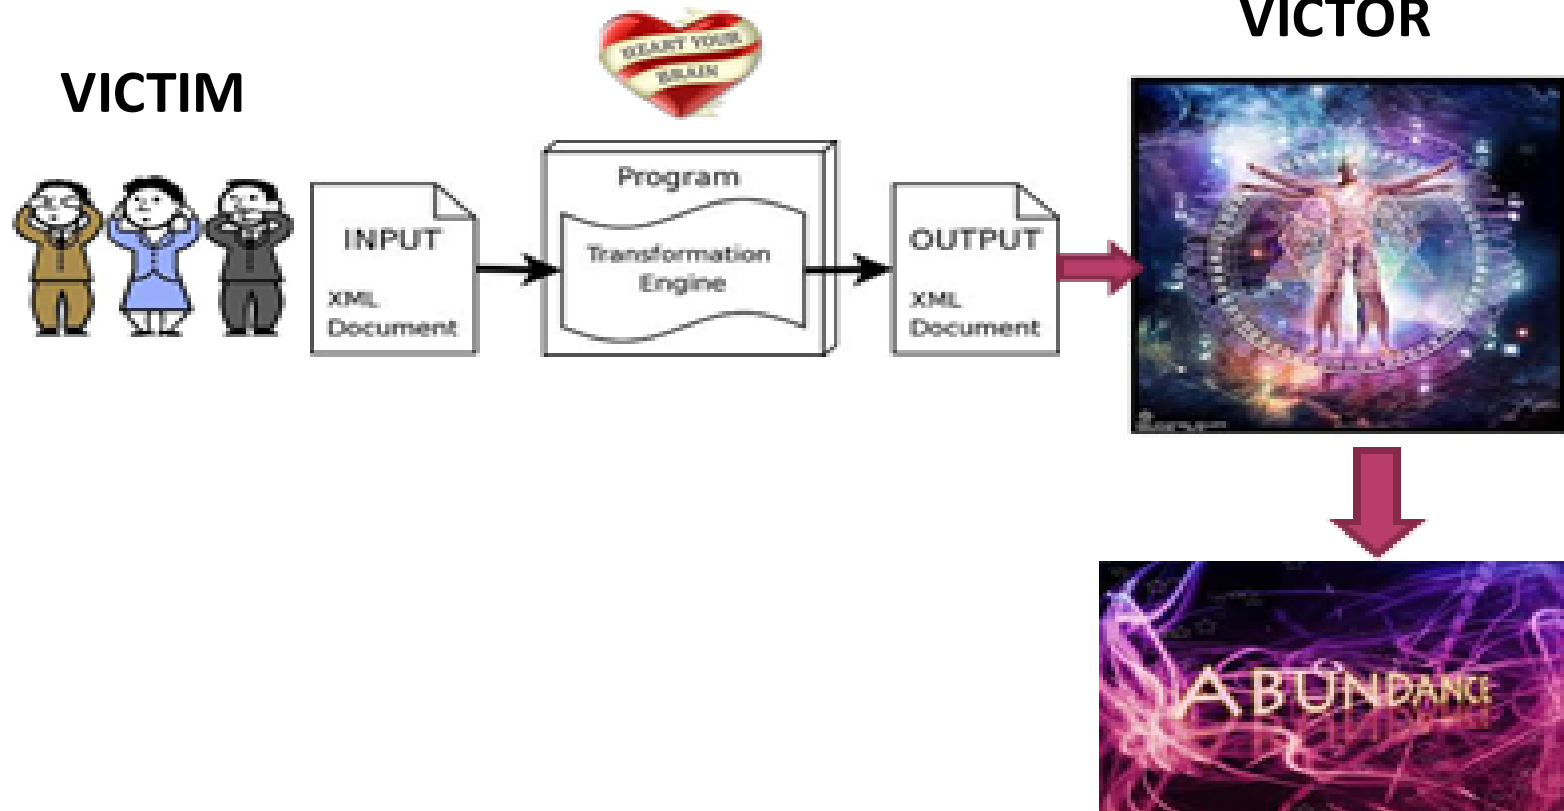 VICTOR
VICTIM
HEART YOUR
BRAIN
Program
INPUT
XML
Document
Transformation
Engine
OUTPUT
XML
Document
ABUNDANCE